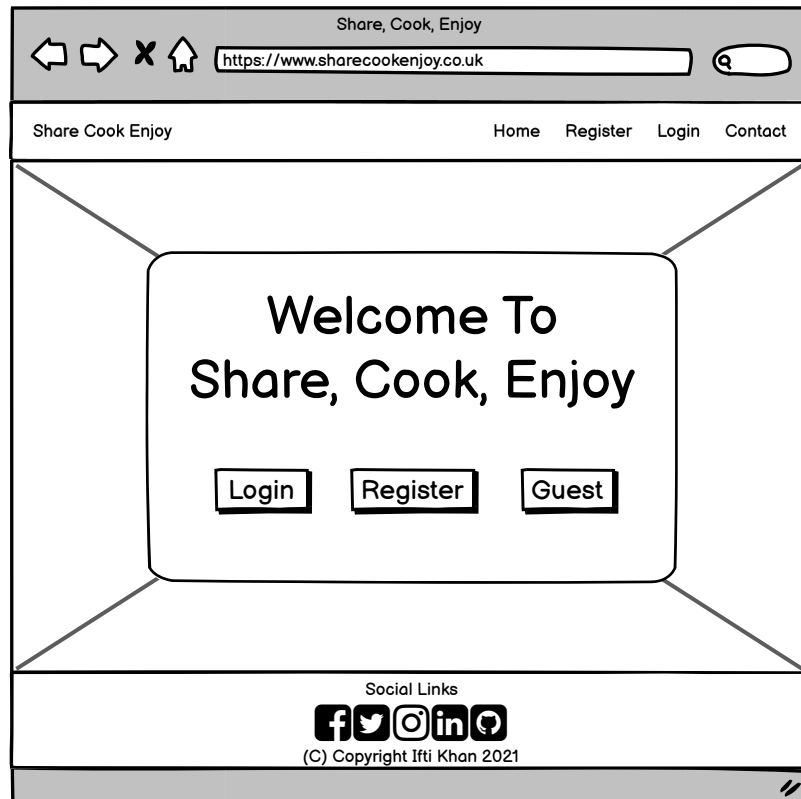 Share, Cook, Enjoy
https://www.sharecookenjoy.co.uk
Share Cook Enjoy Home Register Login Contact
Welcome To
Share, Cook, Enjoy
Login Register Guest
Social Links
(C) Copyright Ifti Khan 2021